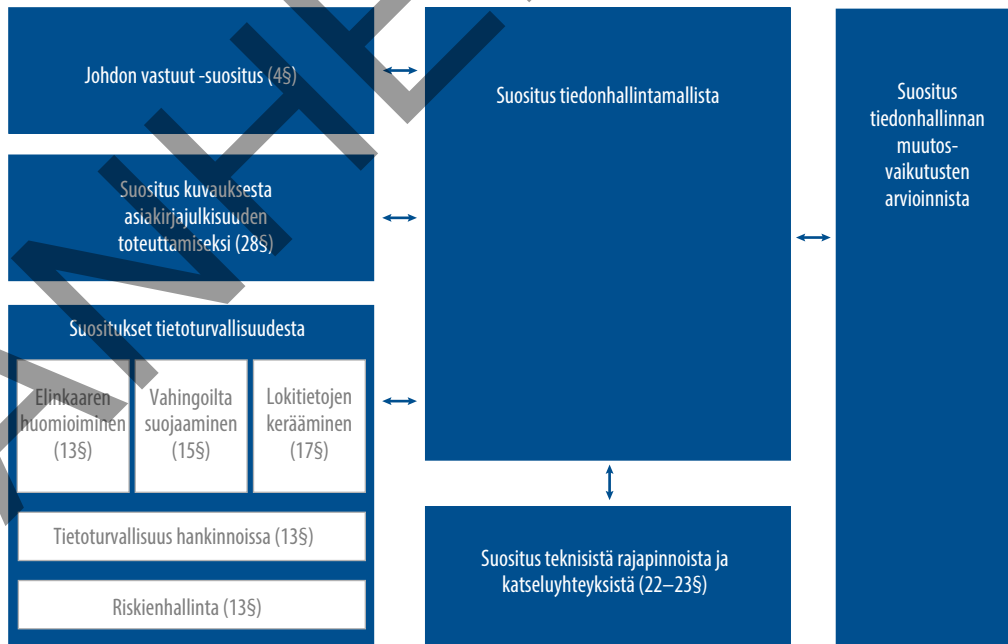 Johdon vastuut -suositus (4§)
Suositus kuvauksesta
asiakirjajulkisuuden
toteuttamiseksi (28§)
Suositukset tietoturvallisuudesta
Elinkaaren
huomioiminen
(13§)
Vahingoilta
suojaaminen
(15§)
Lokitietojen
kerääminen
(17§)
Tietoturvallisuus hankinnoissa (13§)
Riskienhallinta (13§)
Suositus tiedonhallintamallista
Suositus teknisistä rajapinnoista ja
katseluyhteyksistä (22–23§)
Suositus
tiedonhallinnan
muutos-
vaikutusten
arvioinnista